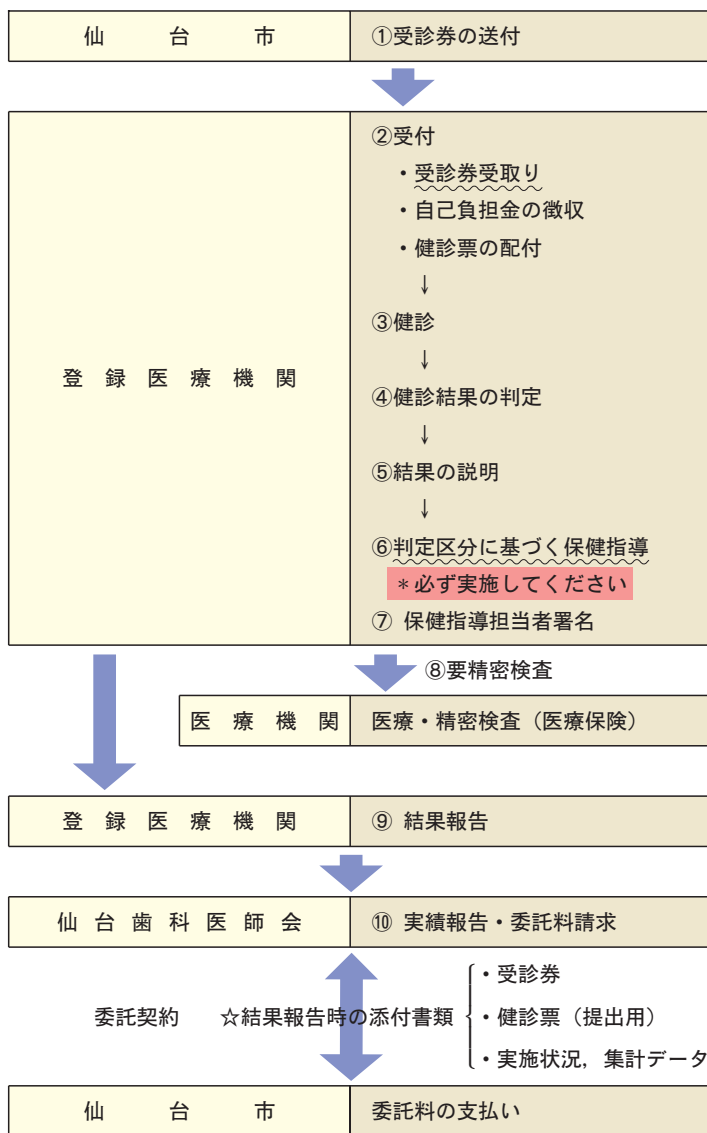 仙台市 ①受診券の送付
②受付
・受診券受取り
・自己負担金の徴収
・健診票の配付
↓
③健診
↓
登録医療機関 ④健診結果の判定
↓
⑤結果の説明
↓
⑥判定区分に基づく保健指導
＊必ず実施してください
⑦ 保健指導担当者署名
⑧要精密検査
医療機関 医療・精密検査（医療保険）
登録医療機関 ⑨ 結果報告
仙台歯科医師会 ⑩ 実績報告・委託料請求
・受診券
委託契約 ☆結果報告時の添付書類 ・健診票（提出用）
・実施状況，集計データ
仙台市 委託料の支払い